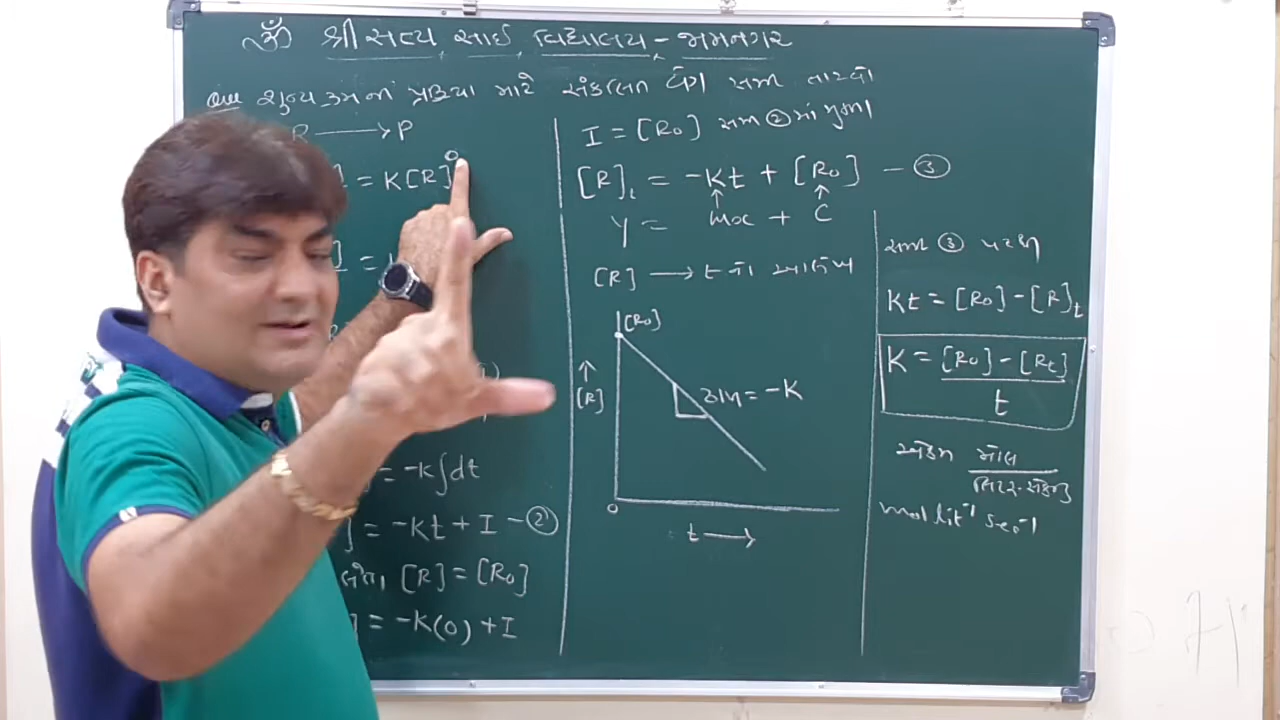 ૐ શ્રી સત્ય સાઈ વિદ્યાલય - જામનગર
શુન્ય ક્રમનાં પ્રક્રિયા માટે સંકલિત વેગ સમી તારવો
R ⟶ P
= K[R]⁰
= -K∫dt
] = -Kt + I - ②
લેતા [R] = [R₀]
] = -K(0) + I
I = [R₀] સમી ② માં મુકતા
[R]t = -Kt + [R₀] - ③
↑ ↑
Y = mx + C
[R] ⟶ t નો આલેખ
[R₀]
↑
[R]
ઢાળ = -K
0
t ⟶
સમી ③ પરથી
Kt = [R₀] - [R]t
K = [R₀] - [Rt]
t
એકમ મોલ
લિટર·સેકન્ડ
mol lit⁻¹ sec⁻¹